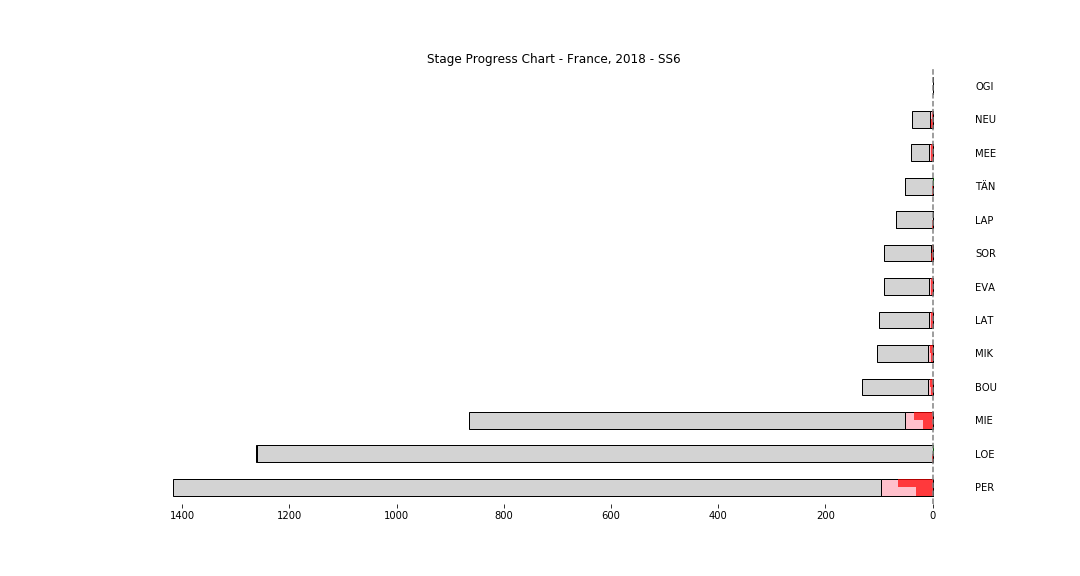 Stage Progress Chart - France, 2018 - SS6
OGI
NEU
MEE
TÄN
LAP
SOR
EVA
LAT
MIK
BOU
MIE
LOE
PER
1400 1200 1000 800 600 400 200 0